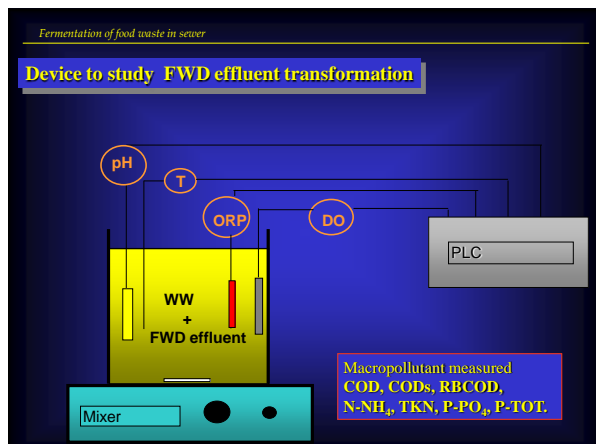 Fermentation of food waste in sewer
Device to study FWD effluent transformation
pH
T
ORP
DO
PLC
WW
+
FWD effluent
Mixer
Macropollutant measured
COD, CODs, RBCOD,
N-NH₄, TKN, P-PO₄, P-TOT.